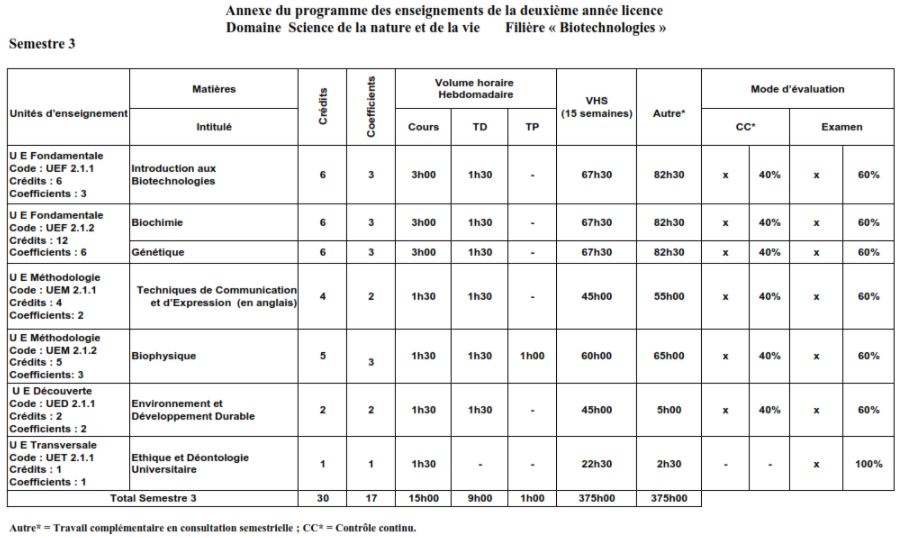 Annexe du programme des enseignements de la deuxième année licence
Domaine Science de la nature et de la vie Filière « Biotechnologies »
Semestre 3
Unités d'enseignement Matières Crédits Coefficients Volume horaire Hebdomadaire VHS (15 semaines) Autre* Mode d'évaluation
Intitulé Cours TD TP CC* Examen
U E Fondamentale
Code : UEF 2.1.1
Crédits : 6
Coefficients : 3
Introduction aux
Biotechnologies
6 3 3h00 1h30 - 67h30 82h30 x 40% x 60%
U E Fondamentale
Code : UEF 2.1.2
Crédits : 12
Coefficients : 6
Biochimie 6 3 3h00 1h30 - 67h30 82h30 x 40% x 60%
Génétique 6 3 3h00 1h30 - 67h30 82h30 x 40% x 60%
U E Méthodologie
Code : UEM 2.1.1
Crédits : 4
Coefficients: 2
Techniques de Communication
et d'Expression (en anglais)
4 2 1h30 1h30 - 45h00 55h00 x 40% x 60%
U E Méthodologie
Code : UEM 2.1.2
Crédits : 5
Coefficients: 3
Biophysique 5 3 1h30 1h30 1h00 60h00 65h00 x 40% x 60%
U E Découverte
Code : UED 2.1.1
Crédits : 2
Coefficients : 2
Environnement et
Développement Durable
2 2 1h30 1h30 - 45h00 5h00 x 40% x 60%
U E Transversale
Code : UET 2.1.1
Crédits : 1
Coefficients : 1
Ethique et Déontologie
Universitaire
1 1 1h30 - - 22h30 2h30 - - x 100%
Total Semestre 3 30 17 15h00 9h00 1h00 375h00 375h00
Autre* = Travail complémentaire en consultation semestrielle ; CC* = Contrôle continu.